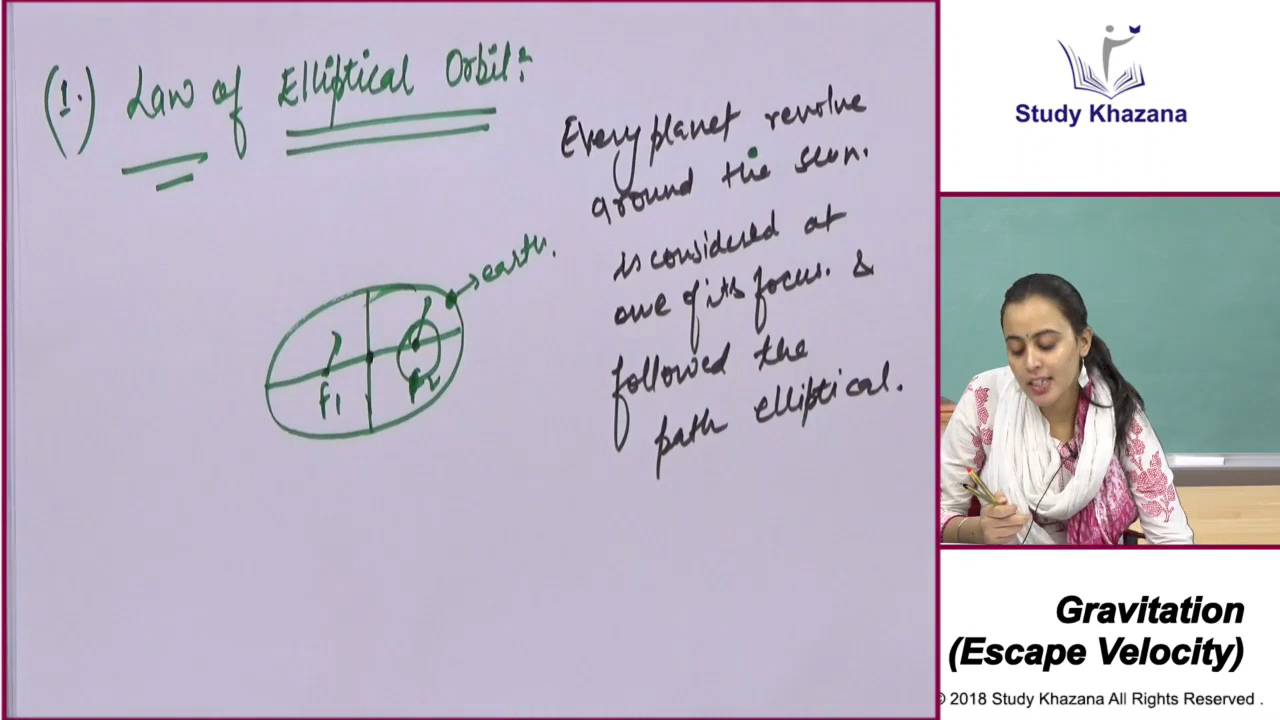 (1.) Law of Elliptical Orbit:
Every planet revolve
around the sun.
is considered at
one of its focus. &
followed the
path elliptical.
earth.
F1
F2
Study Khazana
Gravitation
(Escape Velocity)
© 2018 Study Khazana All Rights Reserved .